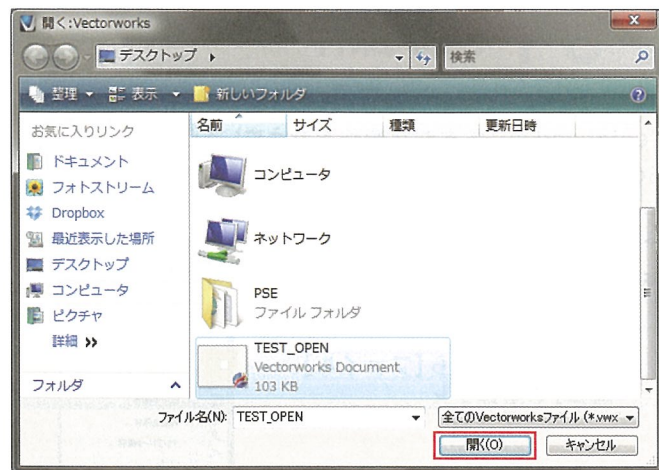 開く:Vectorworks
デスクトップ
検索
整理 表示 新しいフォルダ
お気に入りリンク
ドキュメント
フォトストリーム
Dropbox
最近表示した場所
デスクトップ
コンピュータ
ピクチャ
詳細 »
フォルダ
名前 サイズ 種類 更新日時
コンピュータ
ネットワーク
PSE
ファイル フォルダ
TEST_OPEN
Vectorworks Document
103 KB
ファイル名(N): TEST_OPEN
全てのVectorworksファイル (*.vwx
開く(O) キャンセル